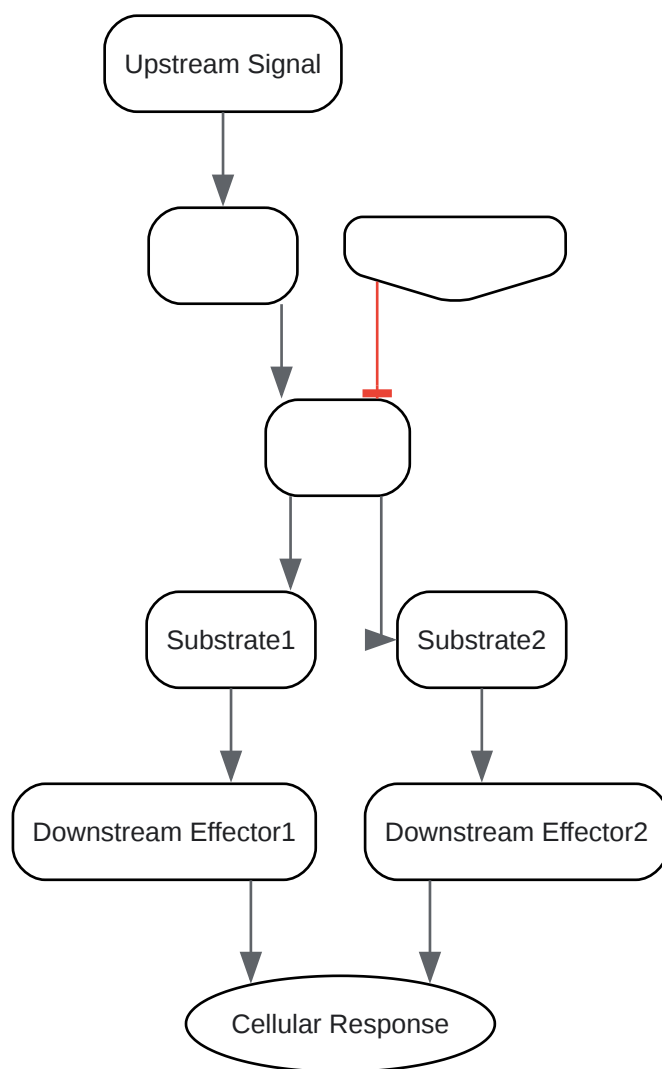 Upstream Signal
Substrate1
Substrate2
Downstream Effector1
Downstream Effector2
Cellular Response